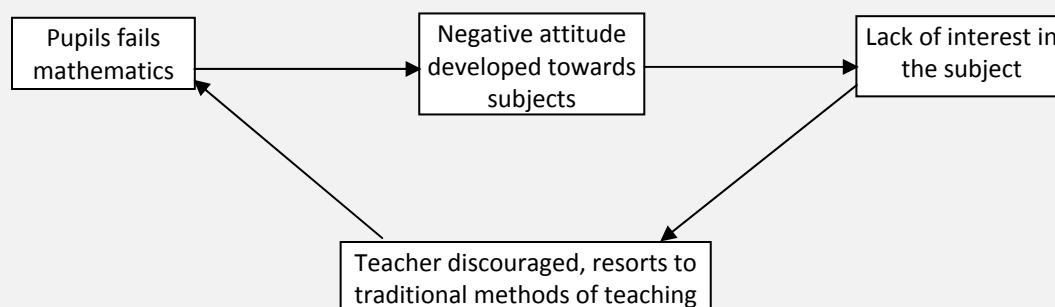 Pupils fails
mathematics
Negative attitude
developed towards
subjects
Lack of interest in
the subject
Teacher discouraged, resorts to
traditional methods of teaching